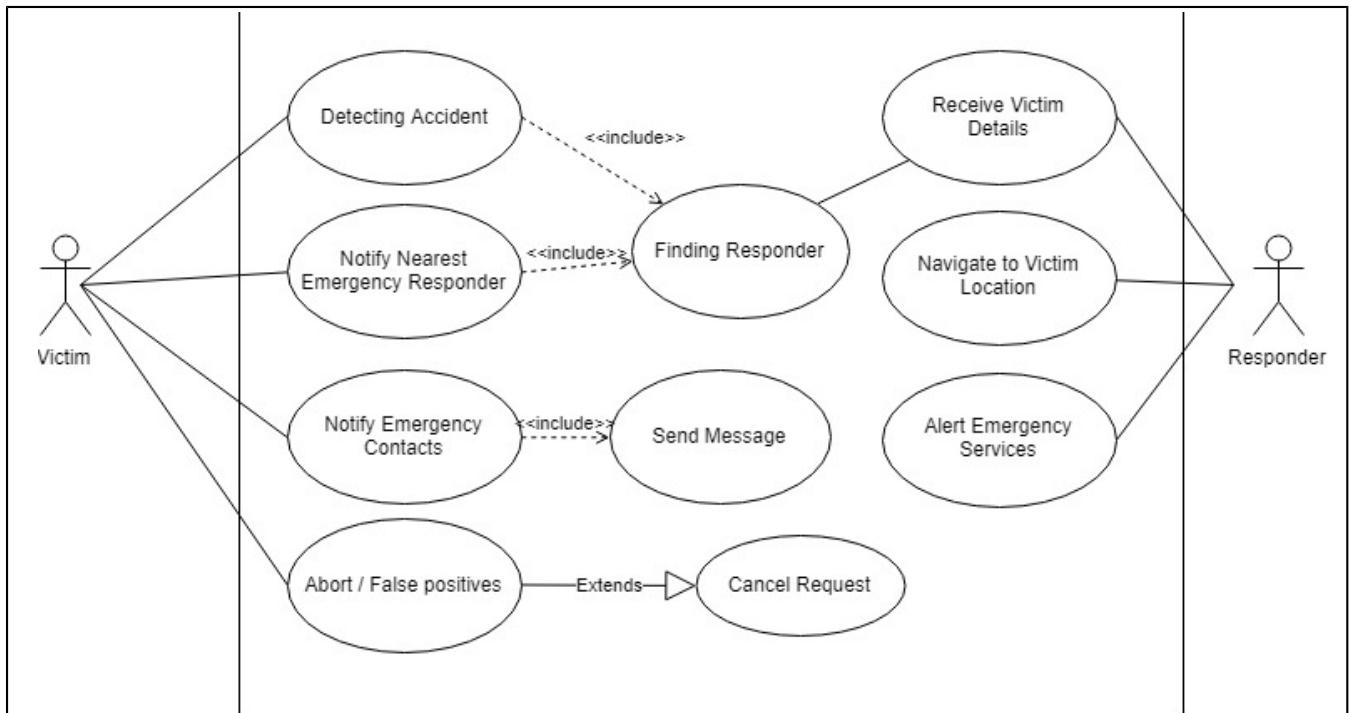 Detecting Accident
<<include>>
Receive Victim
Details
Notify Nearest
Emergency Responder
<<include>>
Finding Responder
Navigate to Victim
Location
Victim
Responder
Notify Emergency
Contacts
<<include>>
Send Message
Alert Emergency
Services
Abort / False positives
Extends
Cancel Request